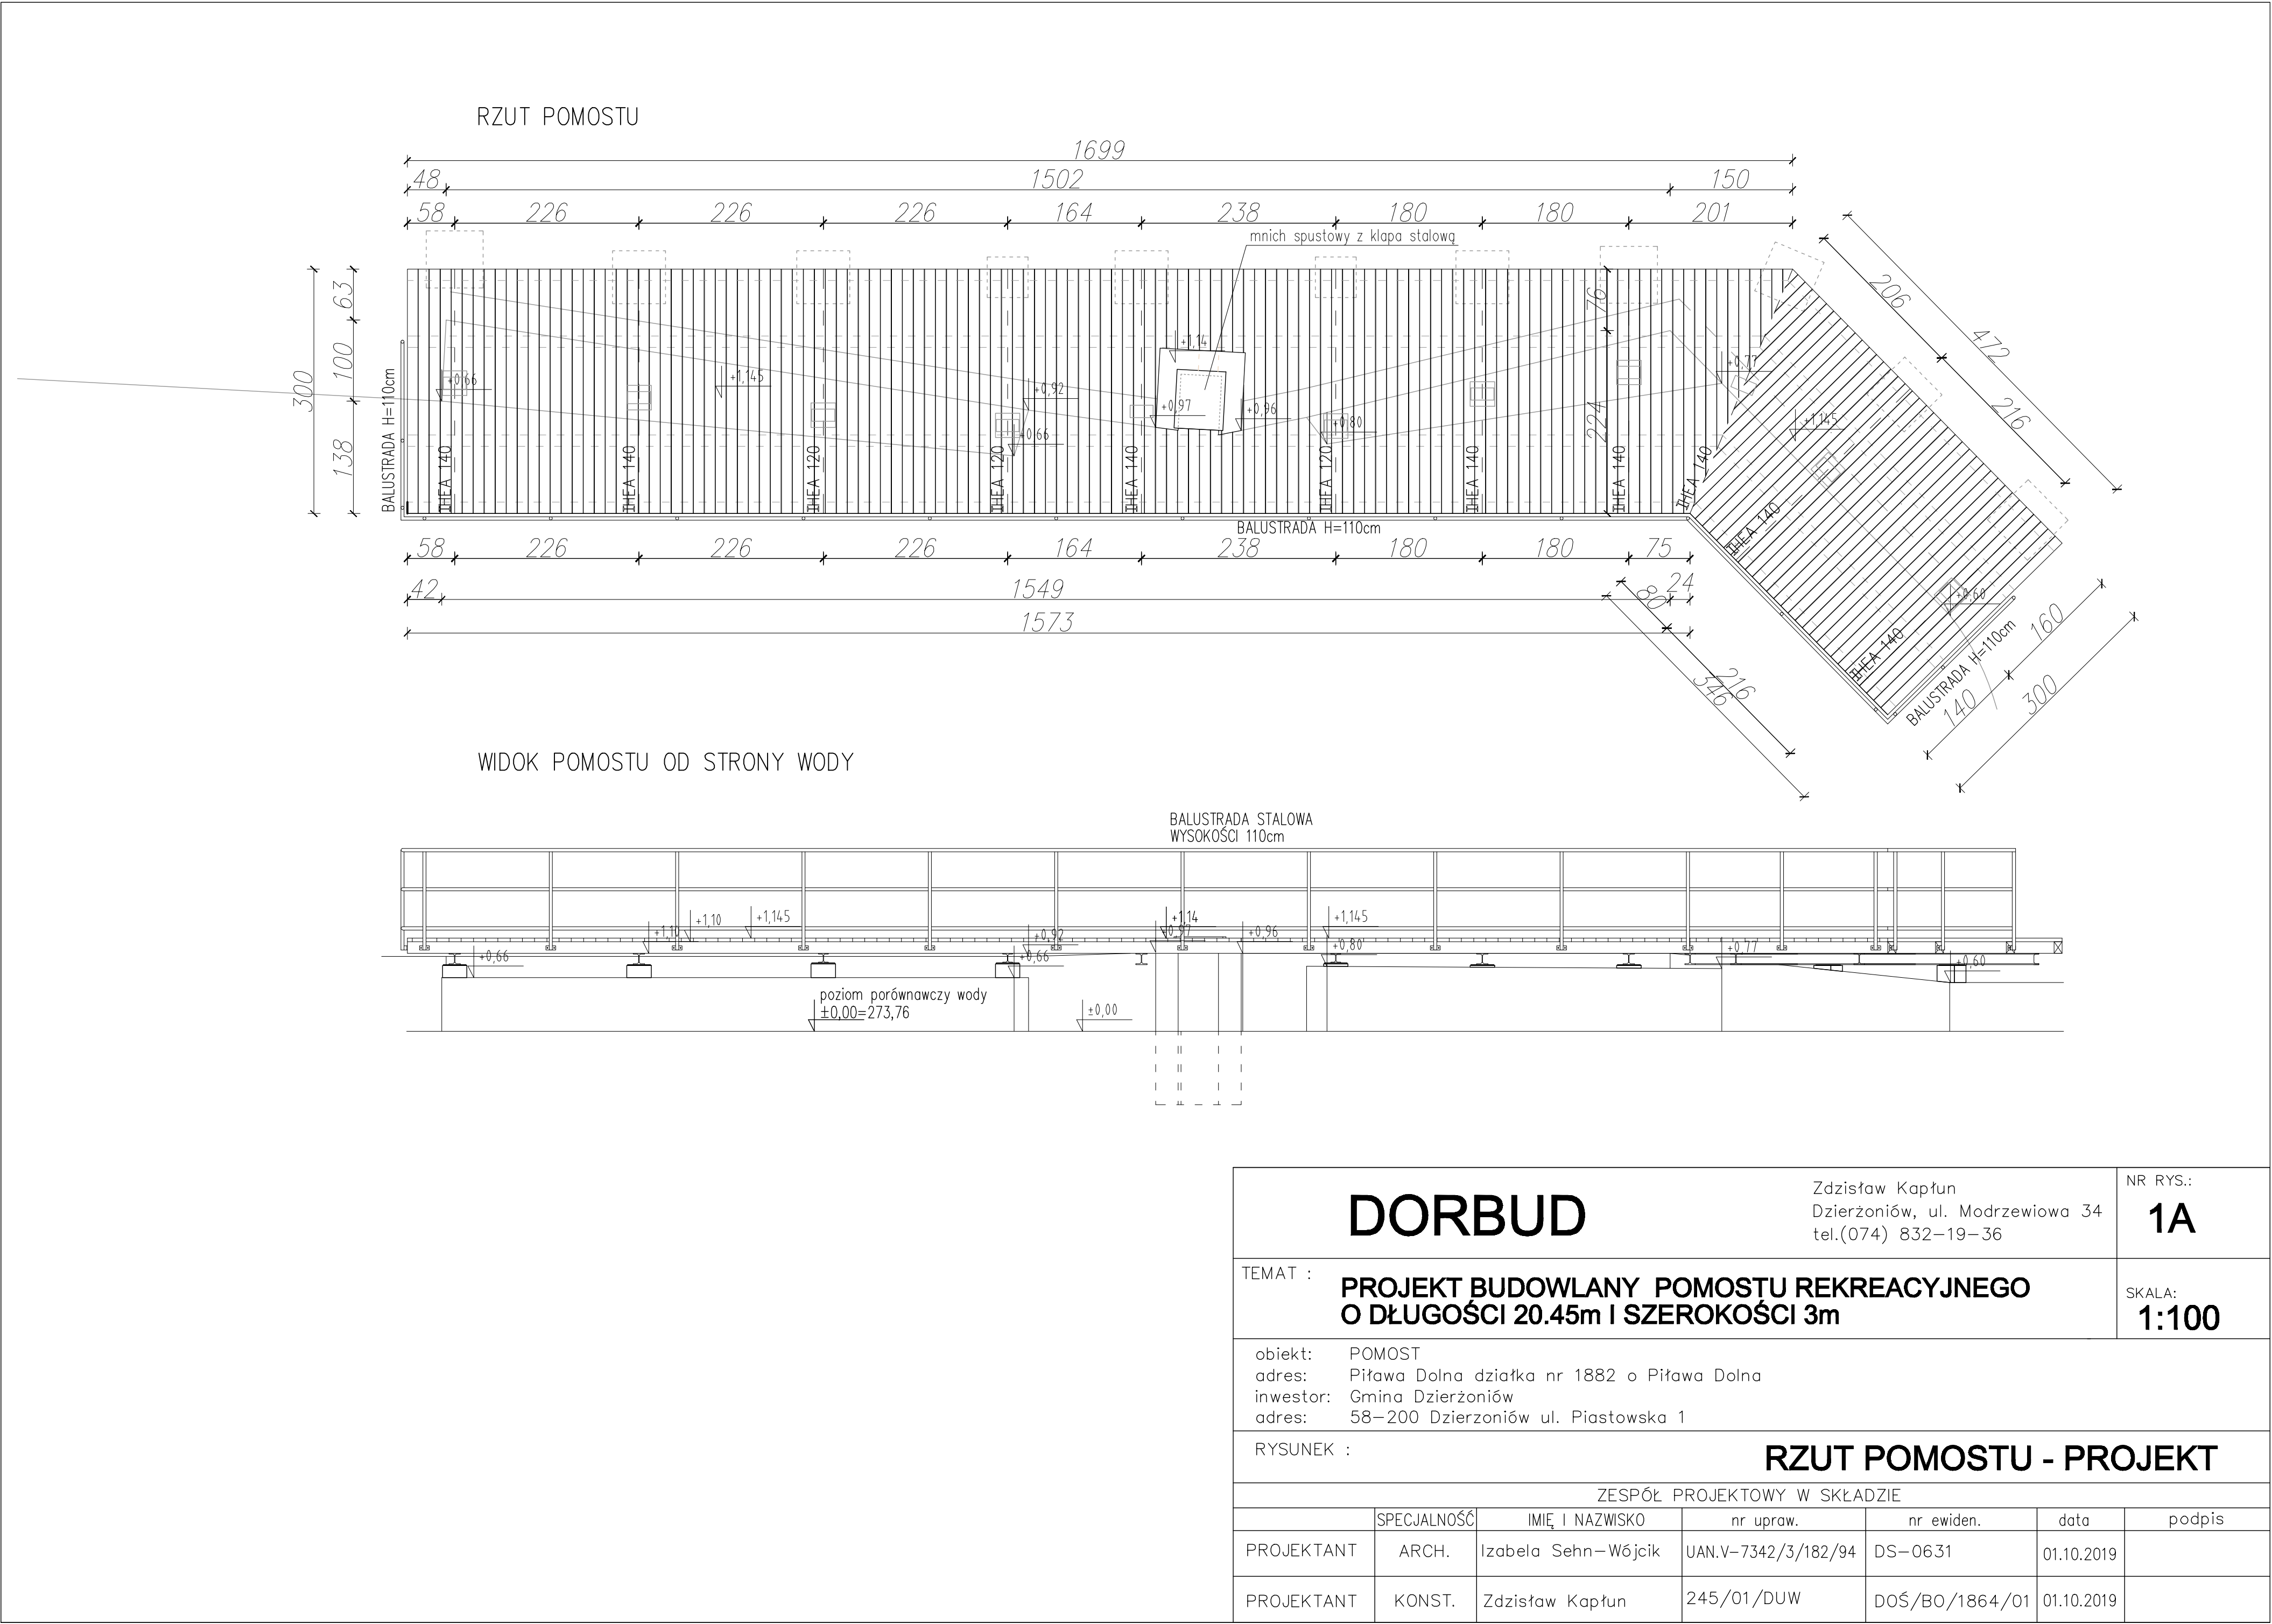 RZUT POMOSTU
1699
48 1502 150
58 226 226 226 164 238 180 180 201
mnich spustowy z klapa stalową
206
472
216
63
100
138
300
76
224
BALUSTRADA H=110cm
+0,66
+1,145
+0,92
+0,66
+1,14
+0,97
+0,96
+0,80
+0,77
+1,145
+0,60
IHEA 140
IHEA 140
IHEA 120
IHEA 120
IHEA 140
IHEA 120
IHEA 140
IHEA 140
IHEA 140
IHEA 140
IHEA 140
BALUSTRADA H=110cm
BALUSTRADA H=110cm
58 226 226 226 164 238 180 180 75
42 1549 24
1573
80
216
346
160
140
300
WIDOK POMOSTU OD STRONY WODY
BALUSTRADA STALOWA
WYSOKOŚCI 110cm
+1,10
+1,10
+1,145
+0,92
+1,14
+0,97
+0,96
+1,145
+0,80
+0,77
+0,66
+0,66
+0,60
poziom porównawczy wody
±0,00=273,76
±0,00
DORBUD
Zdzisław Kapłun
Dzierżoniów, ul. Modrzewiowa 34
tel.(074) 832-19-36
NR RYS.:
1A
TEMAT :
PROJEKT BUDOWLANY POMOSTU REKREACYJNEGO
O DŁUGOŚCI 20.45m I SZEROKOŚCI 3m
SKALA:
1:100
obiekt: POMOST
adres: Piława Dolna działka nr 1882 o Piława Dolna
inwestor: Gmina Dzierżoniów
adres: 58-200 Dzierzoniów ul. Piastowska 1
RYSUNEK :
RZUT POMOSTU - PROJEKT
ZESPÓŁ PROJEKTOWY W SKŁADZIE
SPECJALNOŚĆ IMIĘ I NAZWISKO nr upraw. nr ewiden. data podpis
PROJEKTANT ARCH. Izabela Sehn-Wójcik UAN.V-7342/3/182/94 DS-0631 01.10.2019
PROJEKTANT KONST. Zdzisław Kapłun 245/01/DUW DOŚ/BO/1864/01 01.10.2019